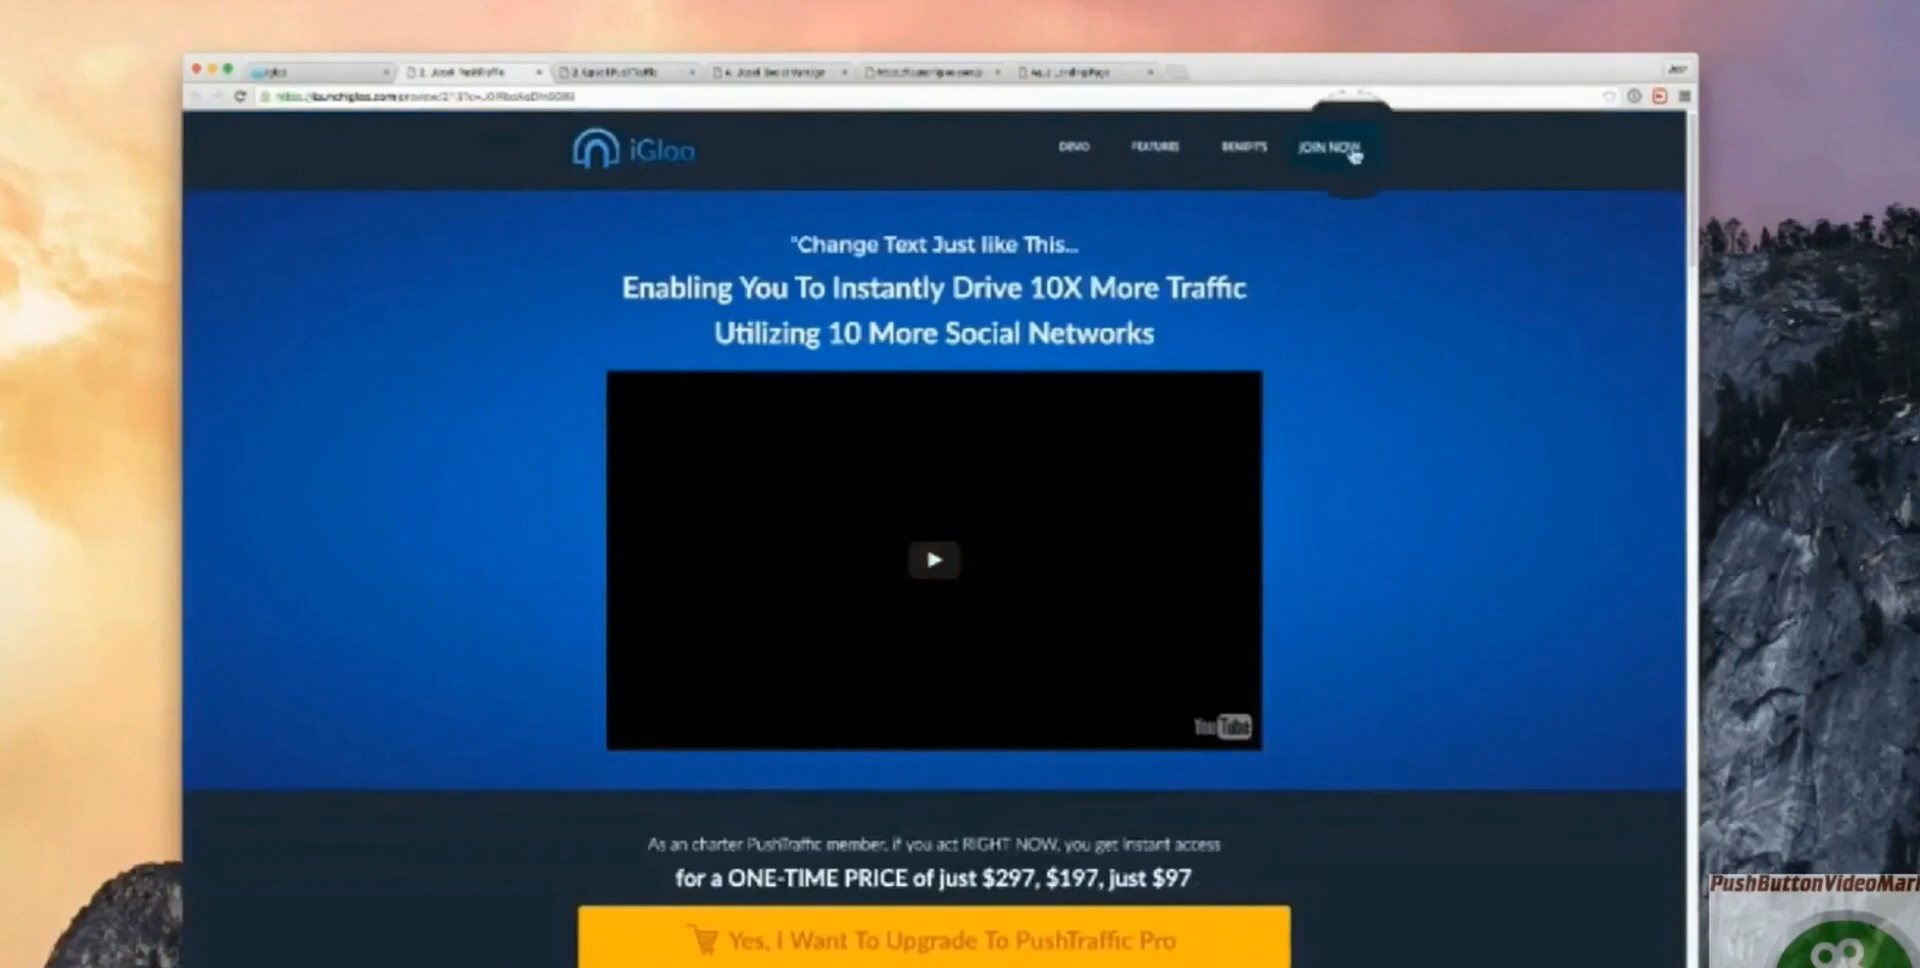 iGloo
DEMO FEATURES BENEFITS JOIN NOW
"Change Text Just like This...
Enabling You To Instantly Drive 10X More Traffic
Utilizing 10 More Social Networks
YouTube
As an charter PushTraffic member, if you act RIGHT NOW, you get instant access
for a ONE-TIME PRICE of just $297, $197, just $97
Yes, I Want To Upgrade To PushTraffic Pro
PushButtonVideoMark